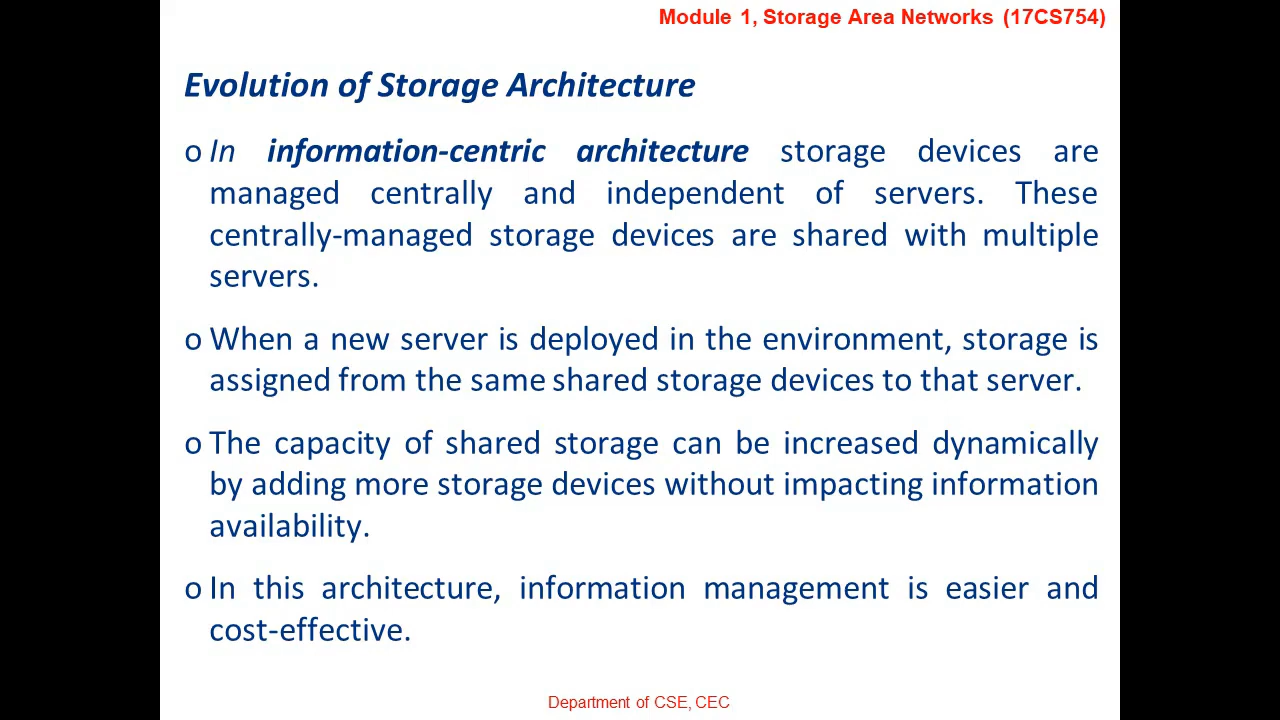 Module 1, Storage Area Networks (17CS754)
Evolution of Storage Architecture
o In information-centric architecture storage devices are
managed centrally and independent of servers. These
centrally-managed storage devices are shared with multiple
servers.
o When a new server is deployed in the environment, storage is
assigned from the same shared storage devices to that server.
o The capacity of shared storage can be increased dynamically
by adding more storage devices without impacting information
availability.
o In this architecture, information management is easier and
cost-effective.
Department of CSE, CEC